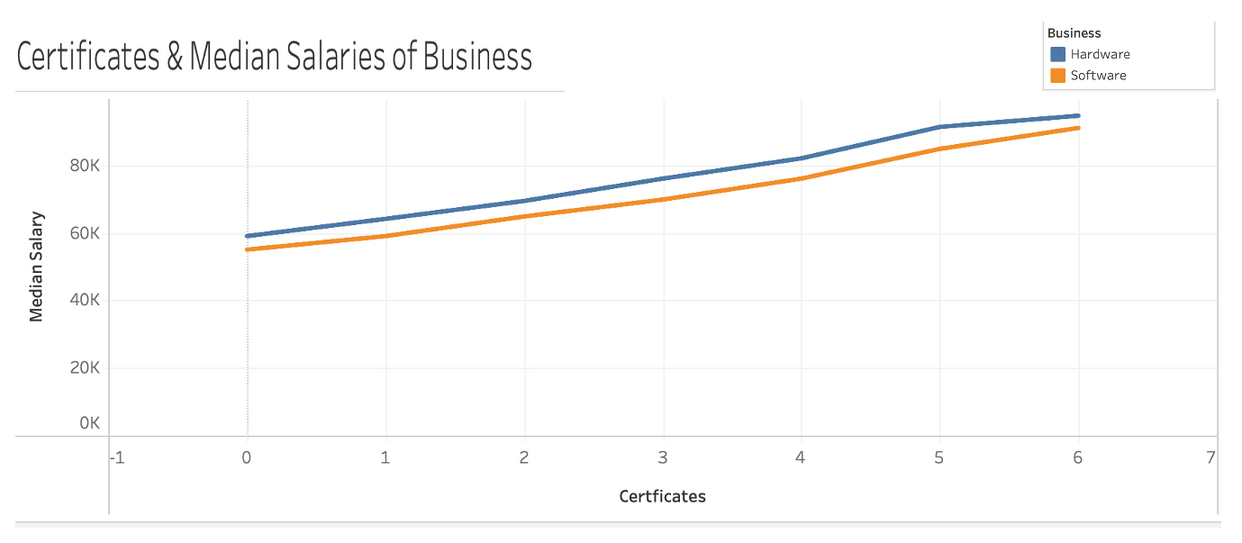 Certificates & Median Salaries of Business
Business
Hardware
Software
80K
60K
40K
20K
0K
Median Salary
-1 0 1 2 3 4 5 6 7
Certficates